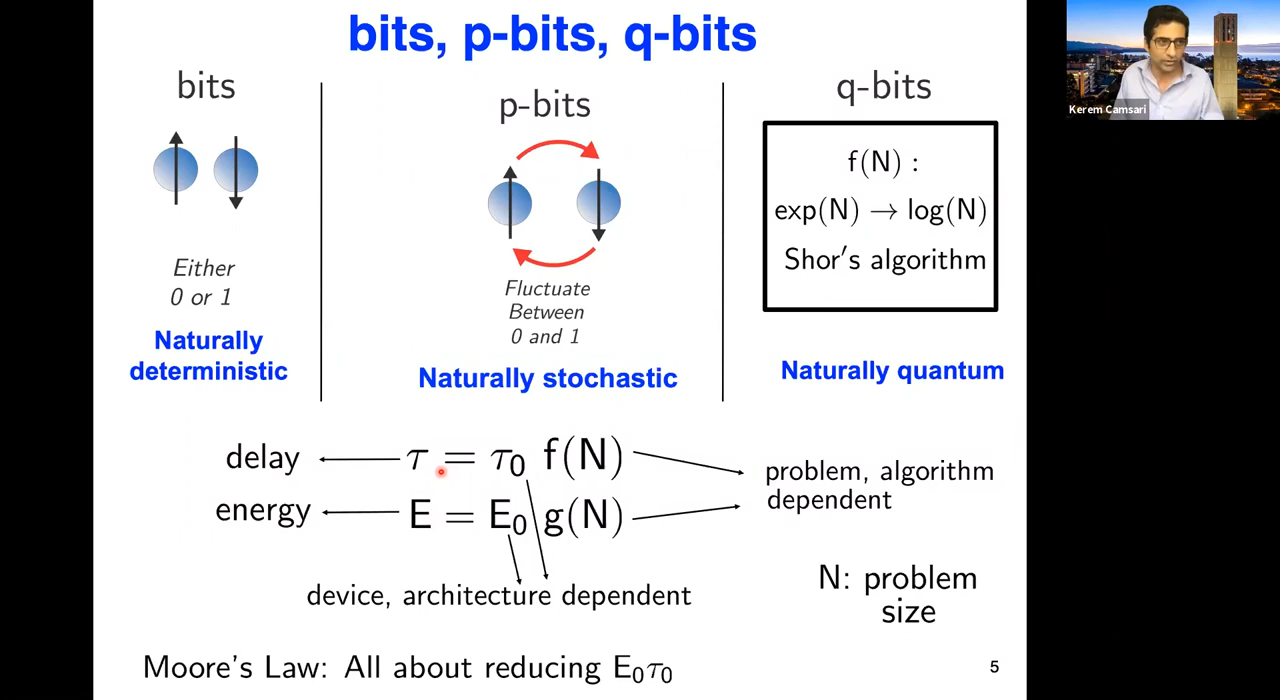 bits, p-bits, q-bits
bits
Either
0 or 1
Naturally
deterministic
p-bits
Fluctuate
Between
0 and 1
Naturally stochastic
q-bits
f(N) :
exp(N) → log(N)
Shor's algorithm
Naturally quantum
delay ← τ = τ₀ f(N)
energy ← E = E₀ g(N)
problem, algorithm
dependent
device, architecture dependent
N: problem
size
Moore's Law: All about reducing E₀τ₀
5
Kerem Camsari